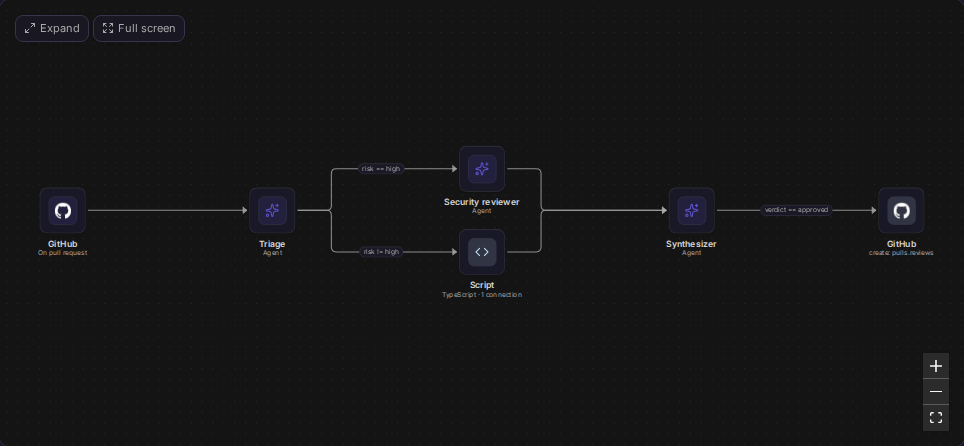 Expand
Full screen
GitHub
On pull request
Triage
Agent
risk == high
risk != high
Security reviewer
Agent
Script
TypeScript · 1 connection
Synthesizer
Agent
verdict == approved
GitHub
create: pulls.reviews